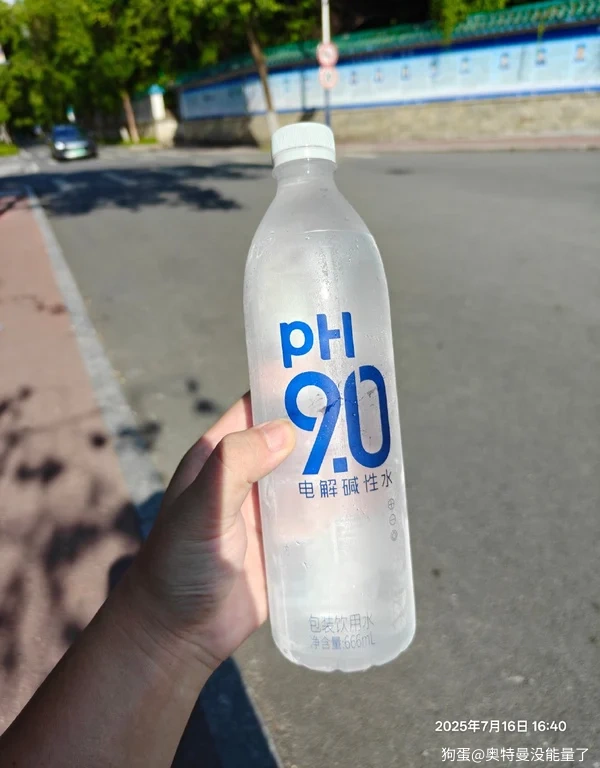 pH
9.0
电解碱性水
包装饮用水
净含量:666mL
2025年7月16日 16:40
狗蛋@奥特曼没能量了